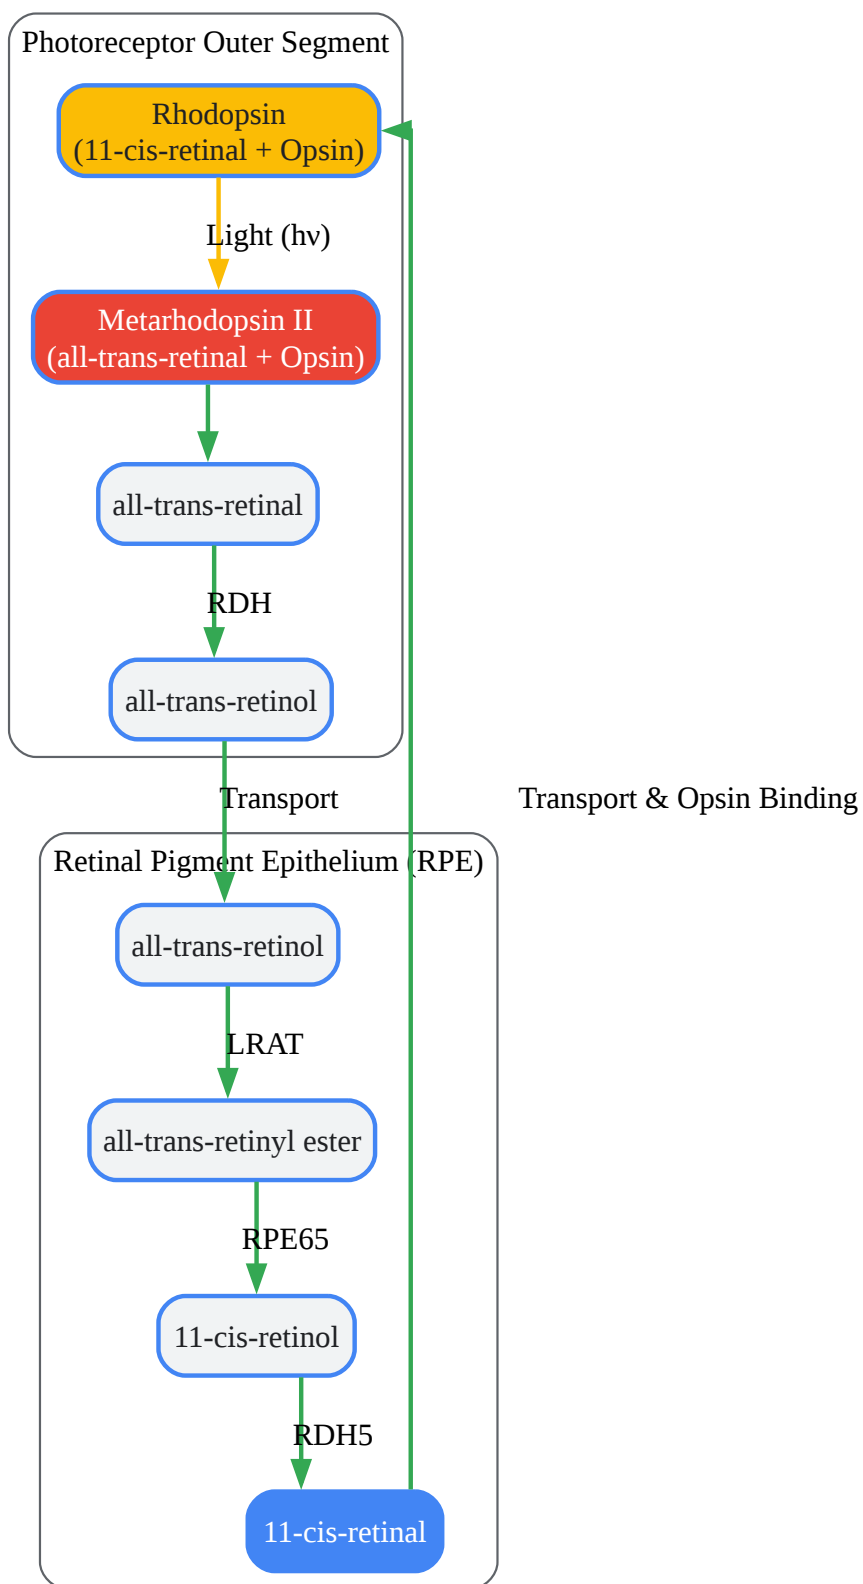 Photoreceptor Outer Segment
Rhodopsin
(11-cis-retinal + Opsin)
Light (hν)
Metarhodopsin II
(all-trans-retinal + Opsin)
all-trans-retinal
RDH
all-trans-retinol
Transport
Transport & Opsin Binding
Retinal Pigment Epithelium (RPE)
all-trans-retinol
LRAT
all-trans-retinyl ester
RPE65
11-cis-retinol
RDH5
11-cis-retinal